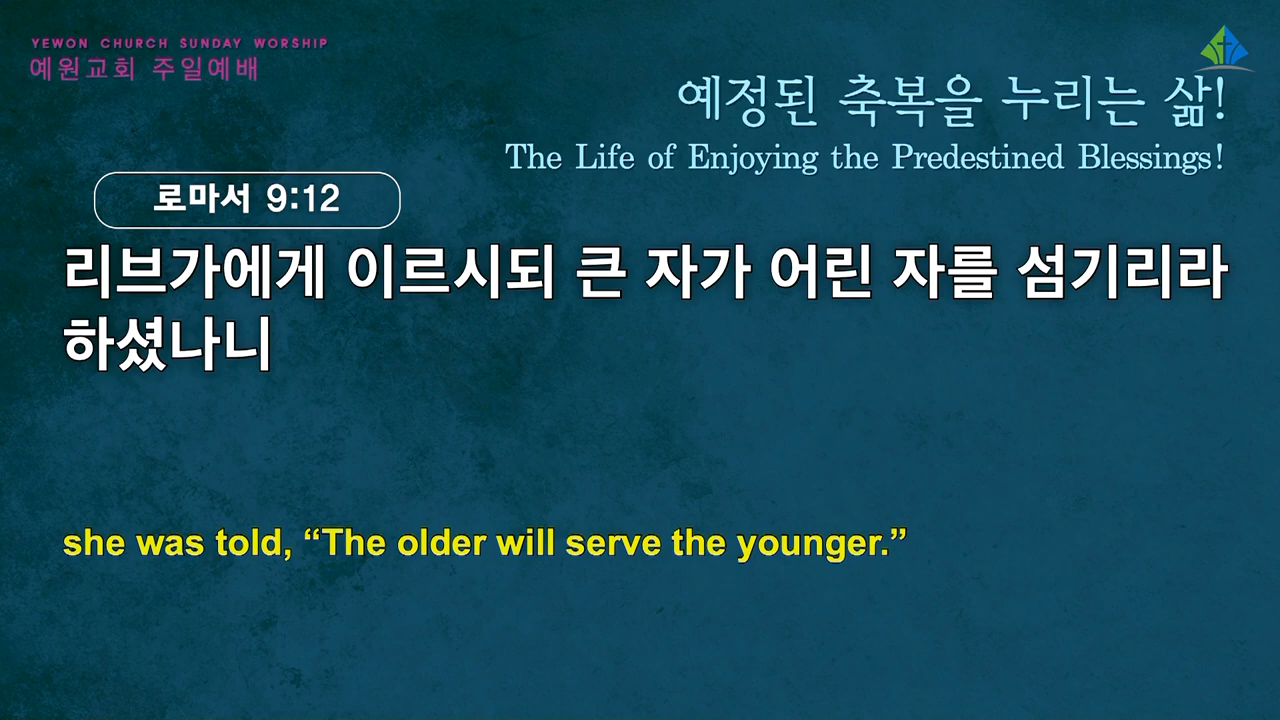 YEWON CHURCH SUNDAY WORSHIP
예원교회 주일예배
예정된 축복을 누리는 삶!
The Life of Enjoying the Predestined Blessings!
로마서 9:12
리브가에게 이르시되 큰 자가 어린 자를 섬기리라
하셨나니
she was told, “The older will serve the younger.”